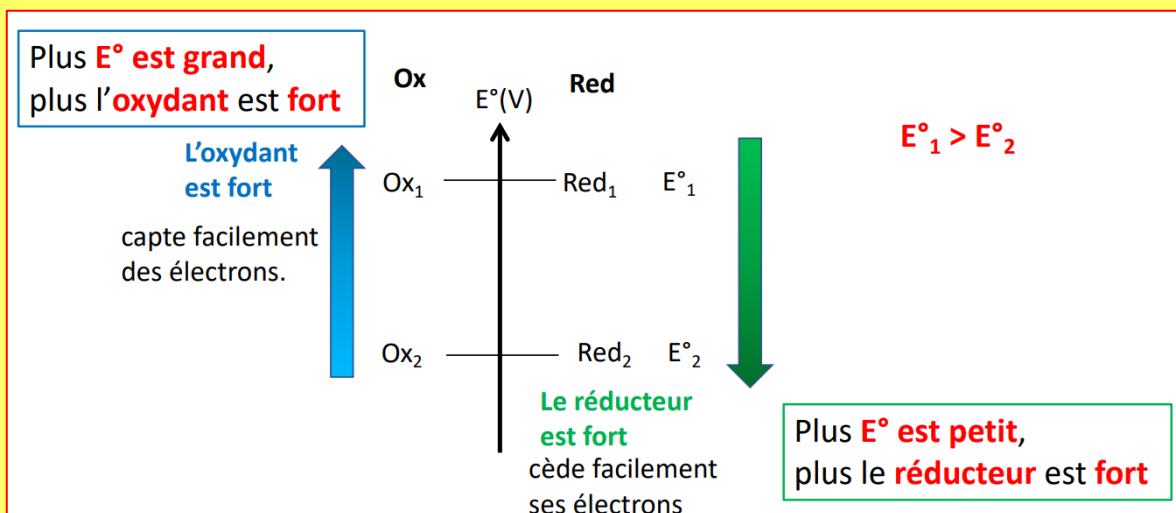 Plus E° est grand,
plus l’oxydant est fort
Ox
Red
E°(V)
L’oxydant
est fort
capte facilement
des électrons.
Ox₁
Red₁
E°₁
E°₁ > E°₂
Ox₂
Red₂
E°₂
Le réducteur
est fort
cède facilement
ses électrons
Plus E° est petit,
plus le réducteur est fort